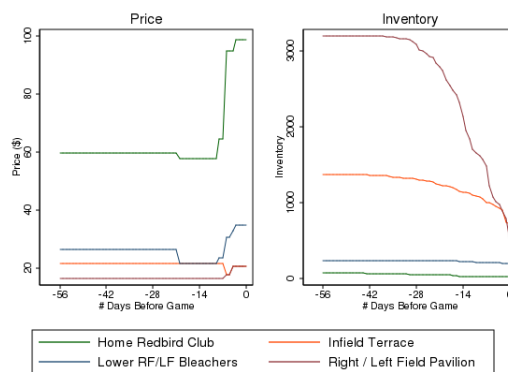 Price
Inventory
100
80
60
40
20
Price ($)
-56 -42 -28 -14 0
# Days Before Game
3000
2000
1000
0
Inventory
-56 -42 -28 -14 0
# Days Before Game
Home Redbird Club
Infield Terrace
Lower RF/LF Bleachers
Right / Left Field Pavilion